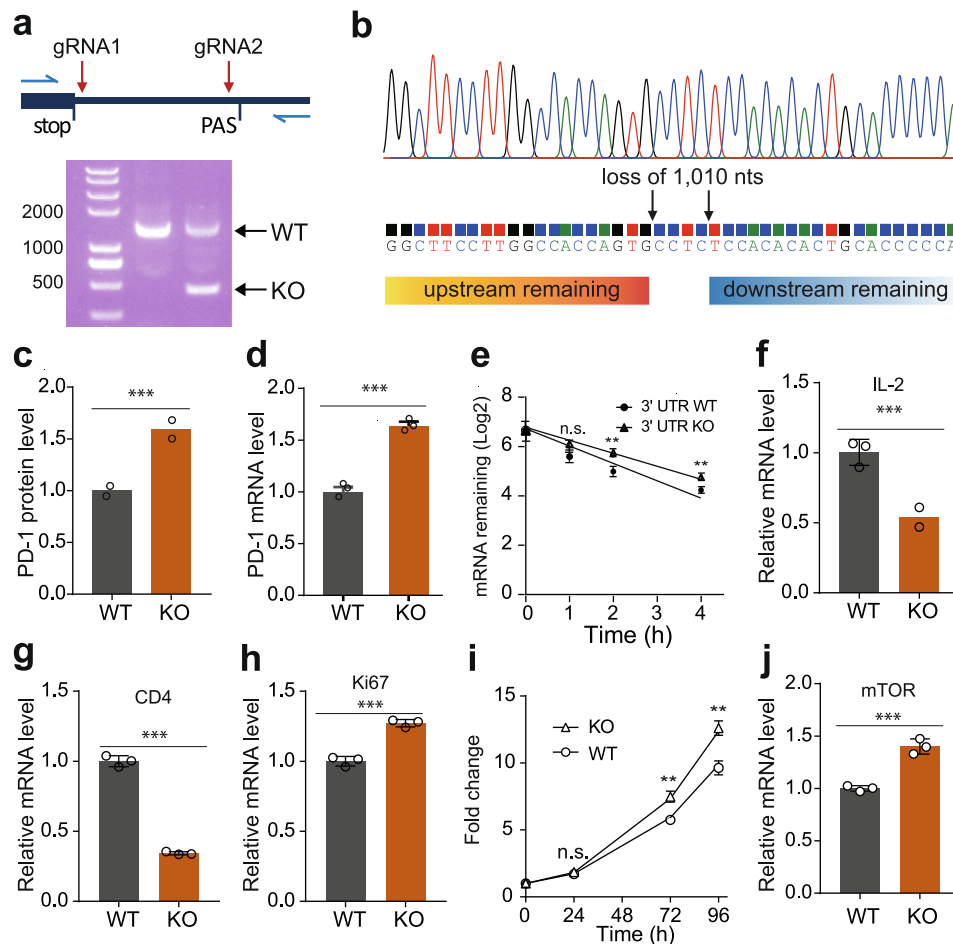 a
gRNA1 gRNA2
stop PAS
2000
1000
500
WT
KO
b
loss of 1,010 nts
GGCTTCCTTGGCCACCAGTGCCTCTCCACACACTGCACCCCCA
upstream remaining
downstream remaining
c
PD-1 protein level
2.0
1.5
1.0
0.5
0.0
***
WT KO
d
PD-1 mRNA level
2.0
1.5
1.0
0.5
0.0
***
WT KO
e
mRNA remaining (Log2)
8
6
4
2
0
3' UTR WT
3' UTR KO
n.s.
**
**
0 1 2 3 4
Time (h)
f
Relative mRNA level
1.5
1.0
0.5
0.0
IL-2
***
WT KO
g
Relative mRNA level
1.5
1.0
0.5
0.0
CD4
***
WT KO
h
Relative mRNA level
1.5
1.0
0.5
0.0
Ki67
***
WT KO
i
Fold change
15
10
5
0
KO
WT
n.s.
**
**
0 24 48 72 96
Time (h)
j
Relative mRNA level
2.0
1.5
1.0
0.5
0.0
mTOR
***
WT KO